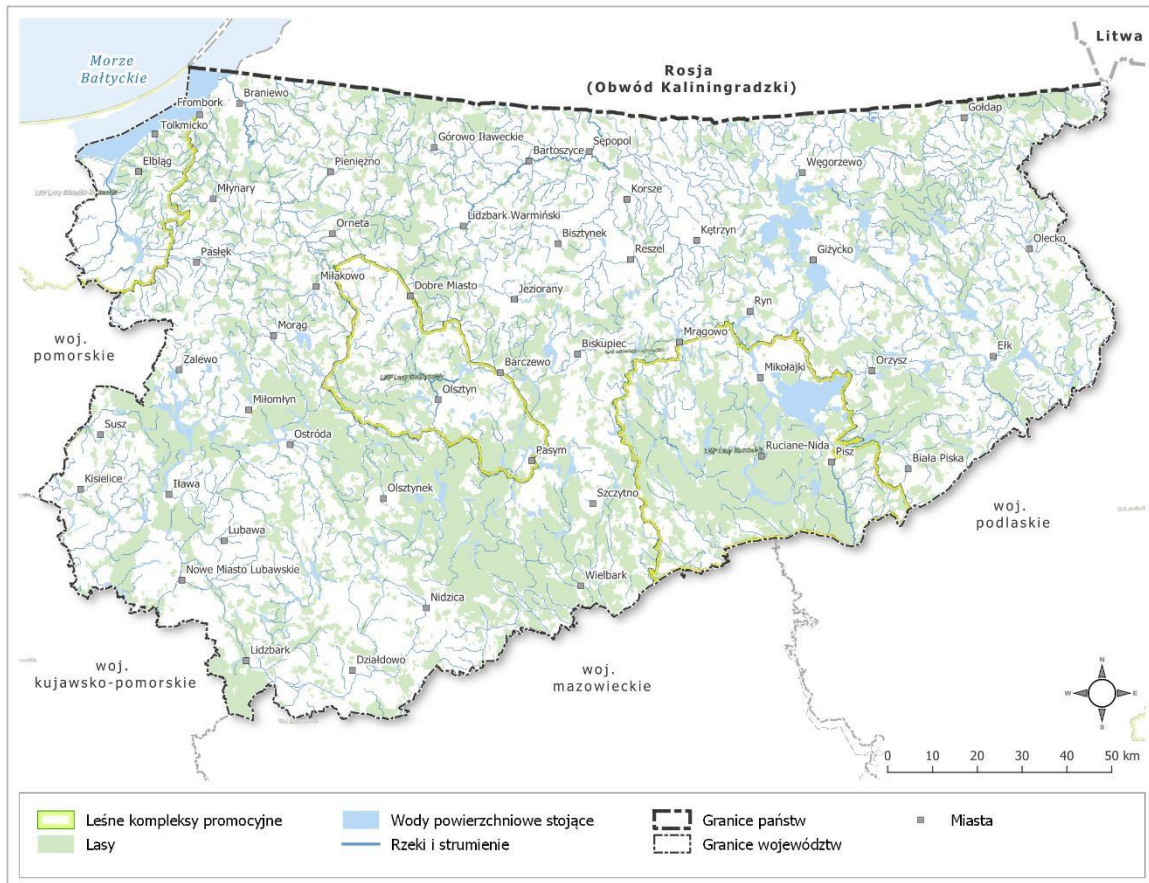 Litwa
Morze
Bałtyckie
Rosja
(Obwód Kaliningradzki)
Frombork
Braniewo
Gołdap
Tolkmicko
Górowo Iławeckie
Sępopol
Bartoszyce
Elbląg
Pieniężno
Węgorzewo
Młynary
Korsze
Lidzbark Warmiński
Orneta
Bisztynek
Kętrzyn
Olecko
Pasłęk
Reszel
Giżycko
Miłakowo
Dobre Miasto
Jeziorany
Ryn
woj.
pomorskie
Morąg
Mrągowo
Biskupiec
Ełk
Zalewo
Barczewo
Mikołajki
Orzysz
Olsztyn
Miłomłyn
Susz
Ostróda
Pasym
Ruciane-Nida
Pisz
Biała Piska
Kisielice
Iława
Olsztynek
Szczytno
woj.
podlaskie
Lubawa
Nowe Miasto Lubawskie
Wielbark
Nidzica
Lidzbark
Działdowo
woj.
kujawsko-pomorskie
woj.
mazowieckie
N
W E
S
0 10 20 30 40 50 km
Leśne kompleksy promocyjne
Wody powierzchniowe stojące
Granice państw
Miasta
Lasy
Rzeki i strumienie
Granice województw